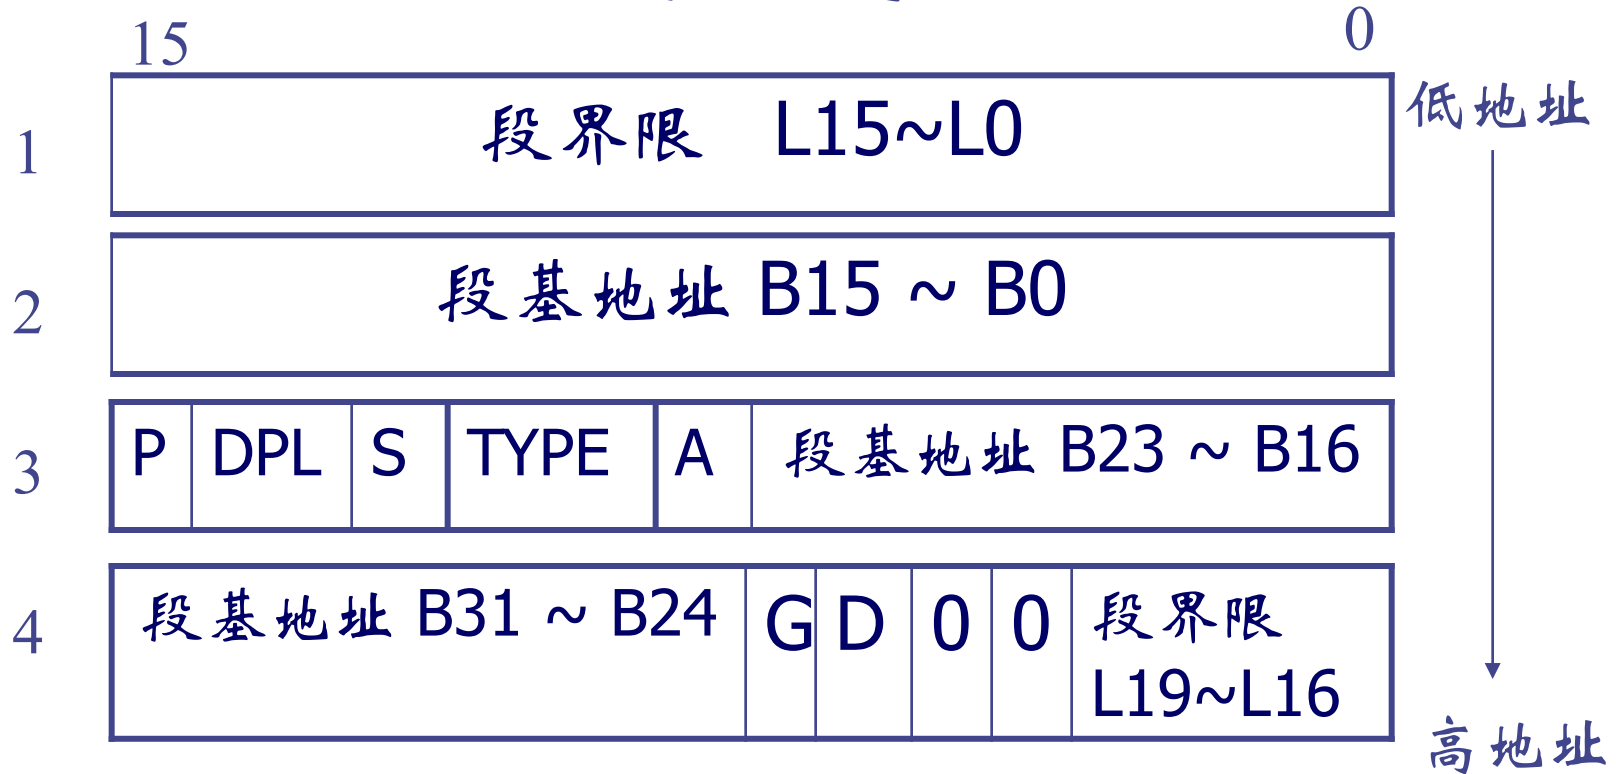 15 0
低地址
1 段界限 L15~L0
2 段基地址 B15 ~ B0
3 P DPL S TYPE A 段基地址 B23 ~ B16
4 段基地址 B31 ~ B24 G D 0 0 段界限
L19~L16
高地址